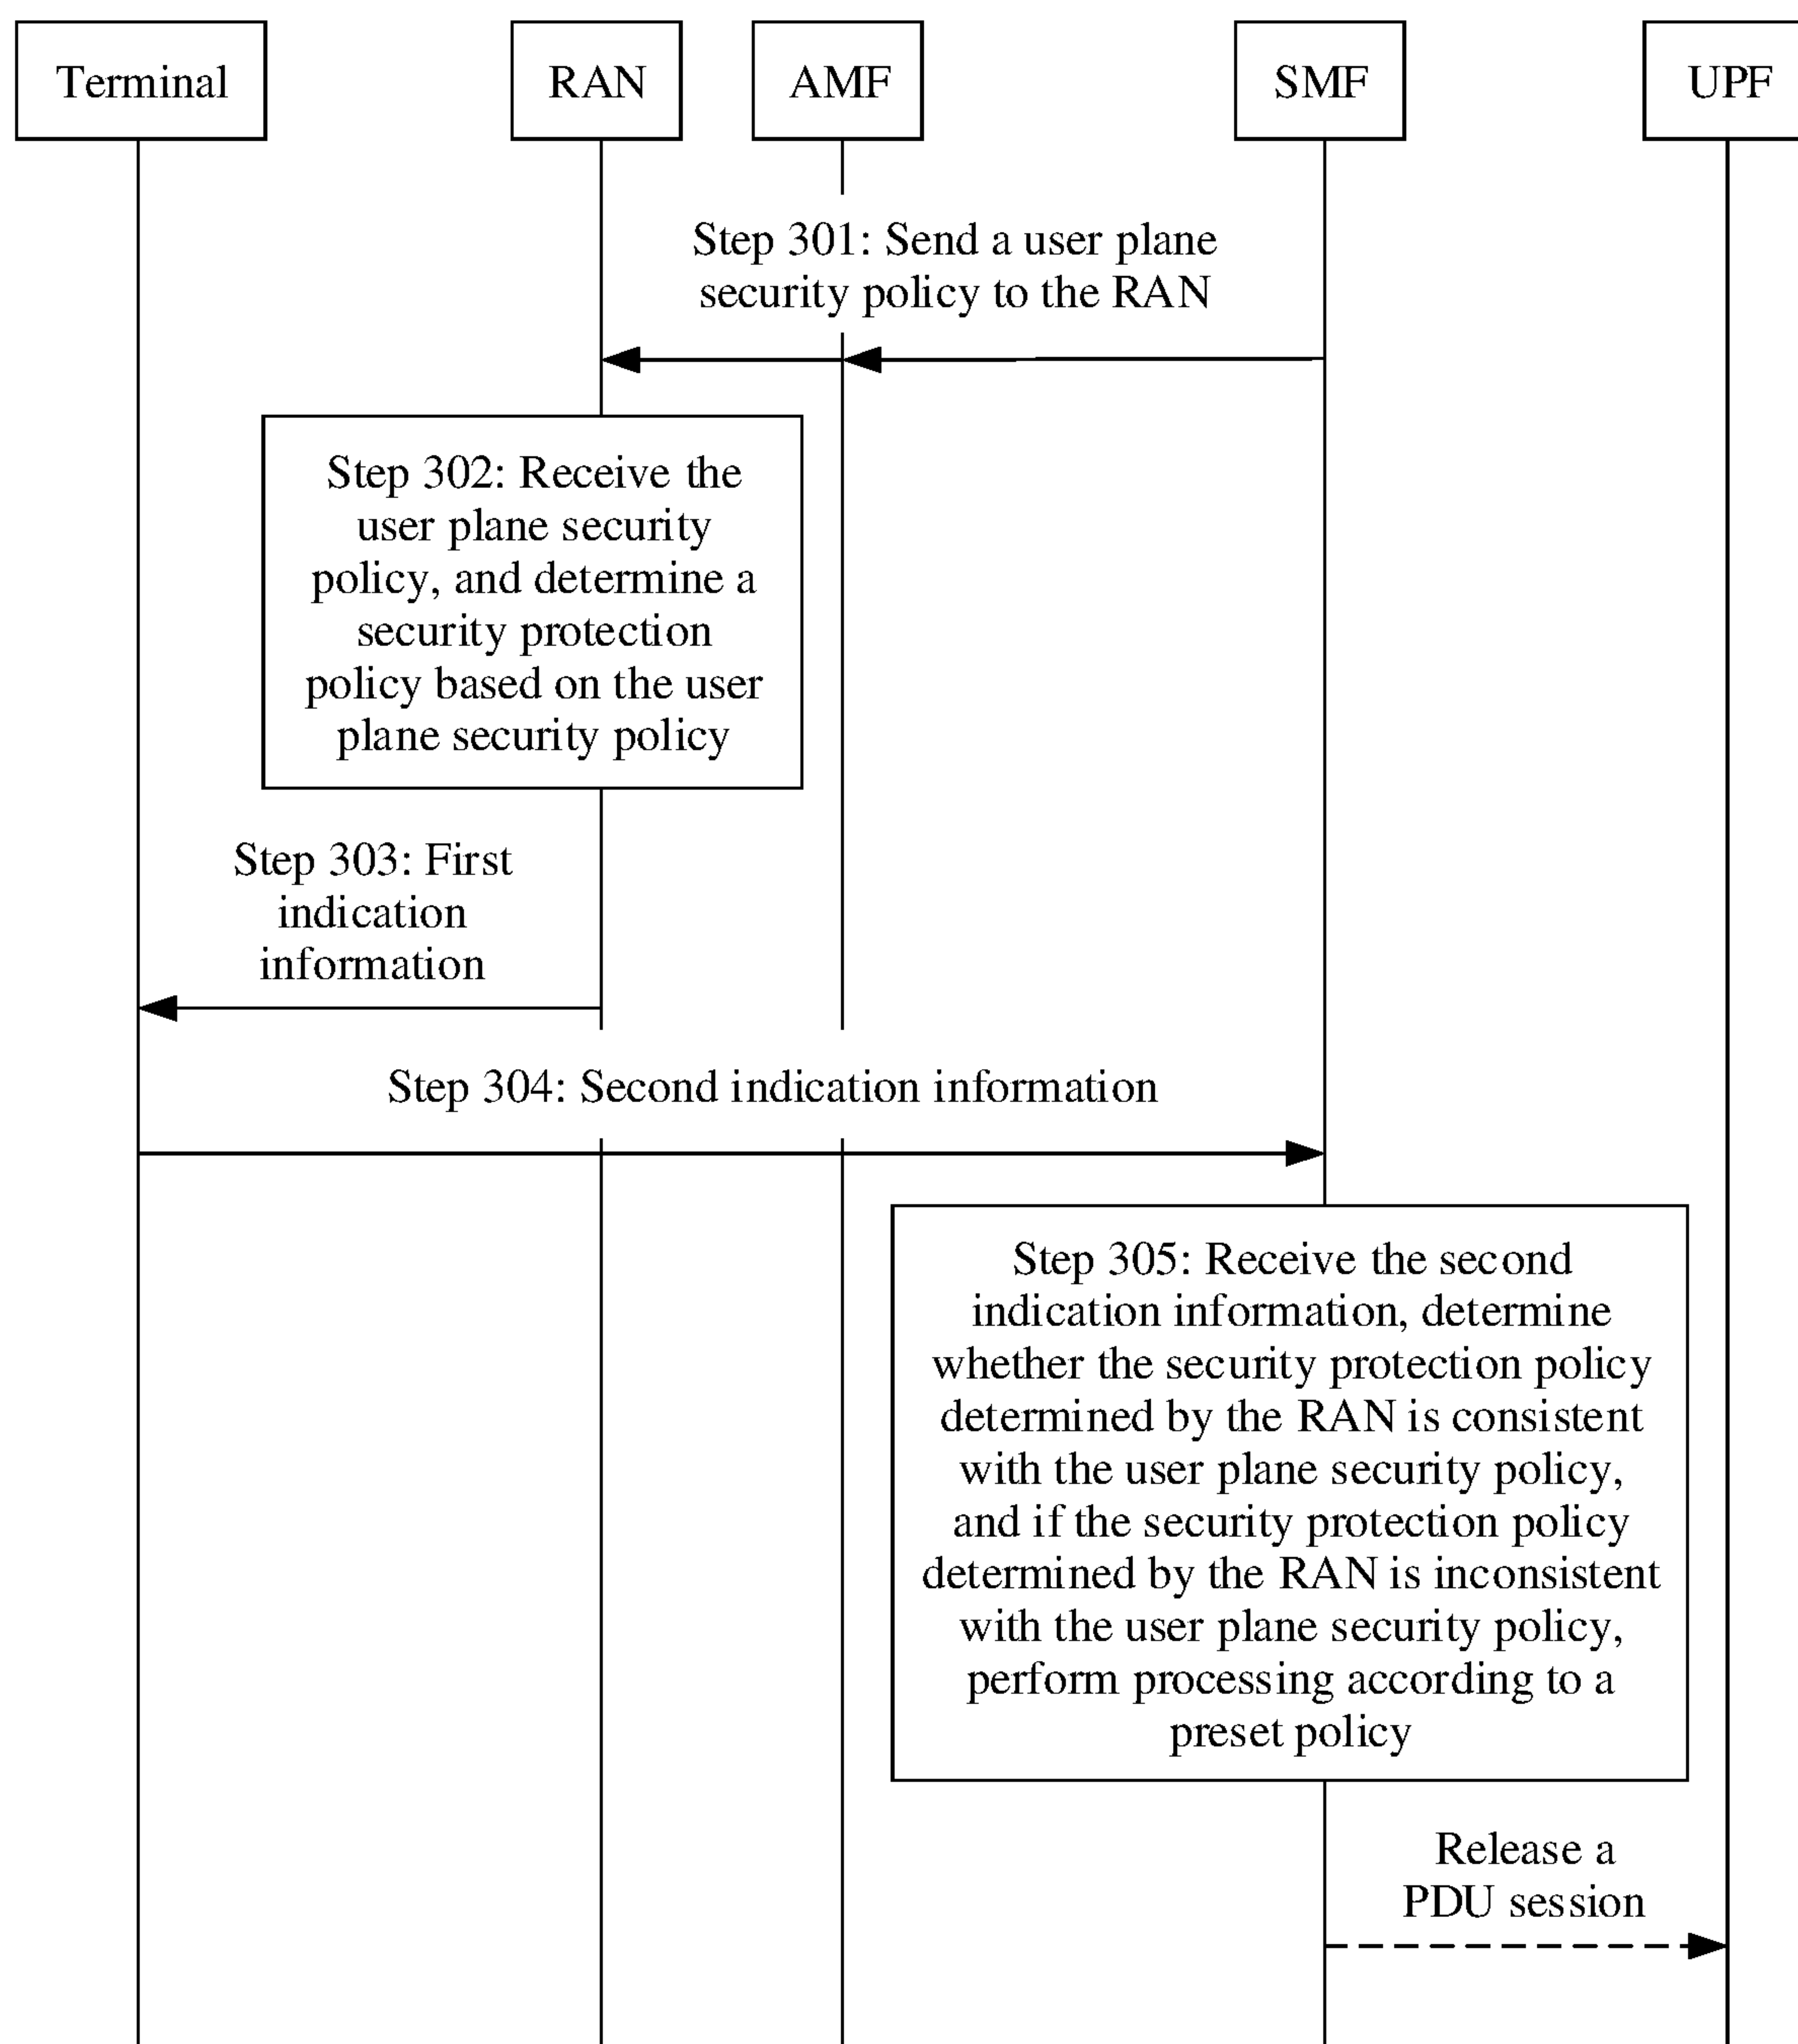 Terminal
RAN
AMF
SMF
UPF
Step 301: Send a user plane
security policy to the RAN
Step 302: Receive the
user plane security
policy, and determine a
security protection
policy based on the user
plane security policy
Step 303: First
indication
information
Step 304: Second indication information
Step 305: Receive the second
indication information, determine
whether the security protection policy
determined by the RAN is consistent
with the user plane security policy,
and if the security protection policy
determined by the RAN is inconsistent
with the user plane security policy,
perform processing according to a
preset policy
Release a
PDU session